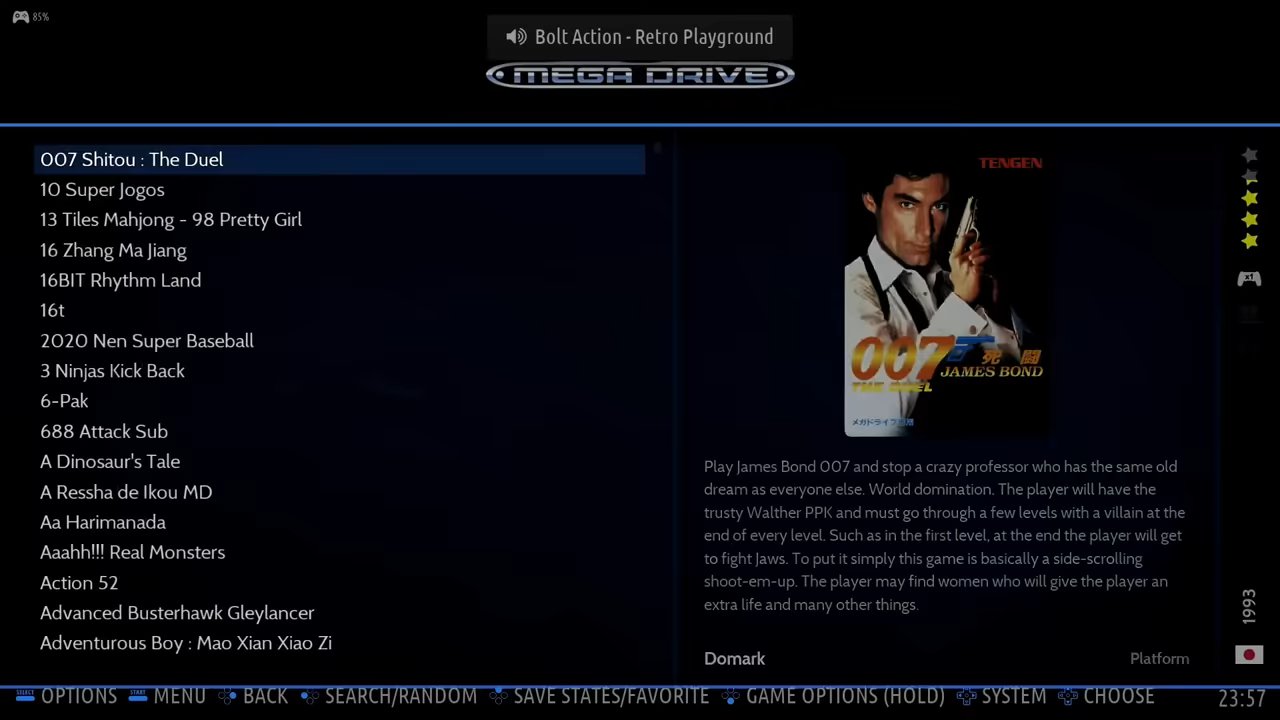 85%
Bolt Action - Retro Playground
MEGA DRIVE
007 Shitou : The Duel
10 Super Jogos
13 Tiles Mahjong - 98 Pretty Girl
16 Zhang Ma Jiang
16BIT Rhythm Land
16t
2020 Nen Super Baseball
3 Ninjas Kick Back
6-Pak
688 Attack Sub
A Dinosaur's Tale
A Ressha de Ikou MD
Aa Harimanada
Aaahh!!! Real Monsters
Action 52
Advanced Busterhawk Gleylancer
Adventurous Boy : Mao Xian Xiao Zi
TENGEN
007 死闘
JAMES BOND
THE DUEL
X1
Play James Bond 007 and stop a crazy professor who has the same old
dream as everyone else. World domination. The player will have the
trusty Walther PPK and must go through a few levels with a villain at the
end of every level. Such as in the first level, at the end the player will get
to fight Jaws. To put it simply this game is basically a side-scrolling
shoot-em-up. The player may find women who will give the player an
extra life and many other things.
1993
Domark
Platform
SELECT OPTIONS START MENU BACK SEARCH/RANDOM SAVE STATES/FAVORITE GAME OPTIONS (HOLD) SYSTEM CHOOSE
23:57